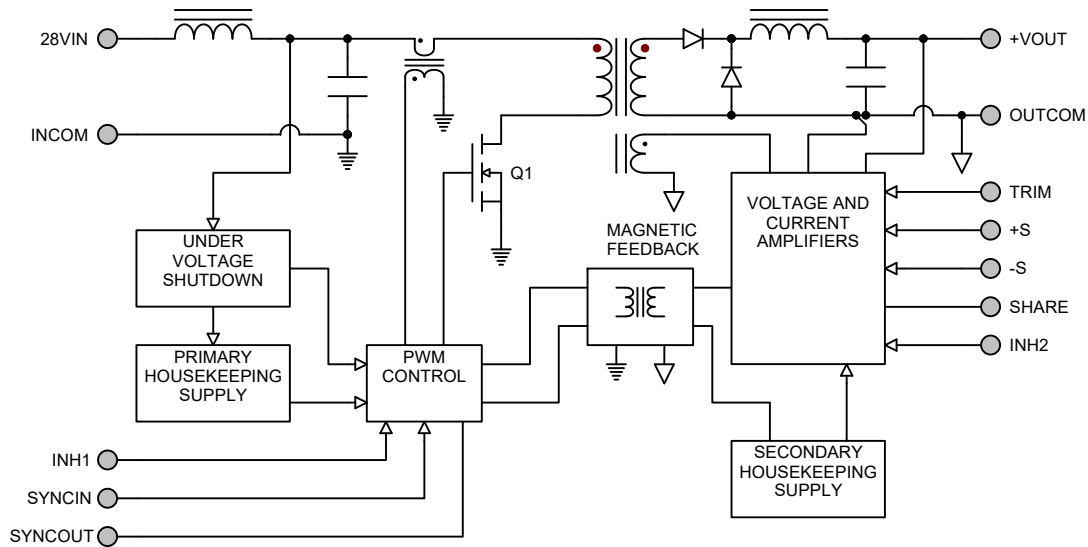 28VIN
+VOUT
INCOM
OUTCOM
Q1
TRIM
VOLTAGE AND
CURRENT
AMPLIFIERS
+S
MAGNETIC
FEEDBACK
UNDER
VOLTAGE
SHUTDOWN
-S
SHARE
INH2
PRIMARY
HOUSEKEEPING
SUPPLY
PWM
CONTROL
INH1
SECONDARY
HOUSEKEEPING
SUPPLY
SYNCIN
SYNCOUT